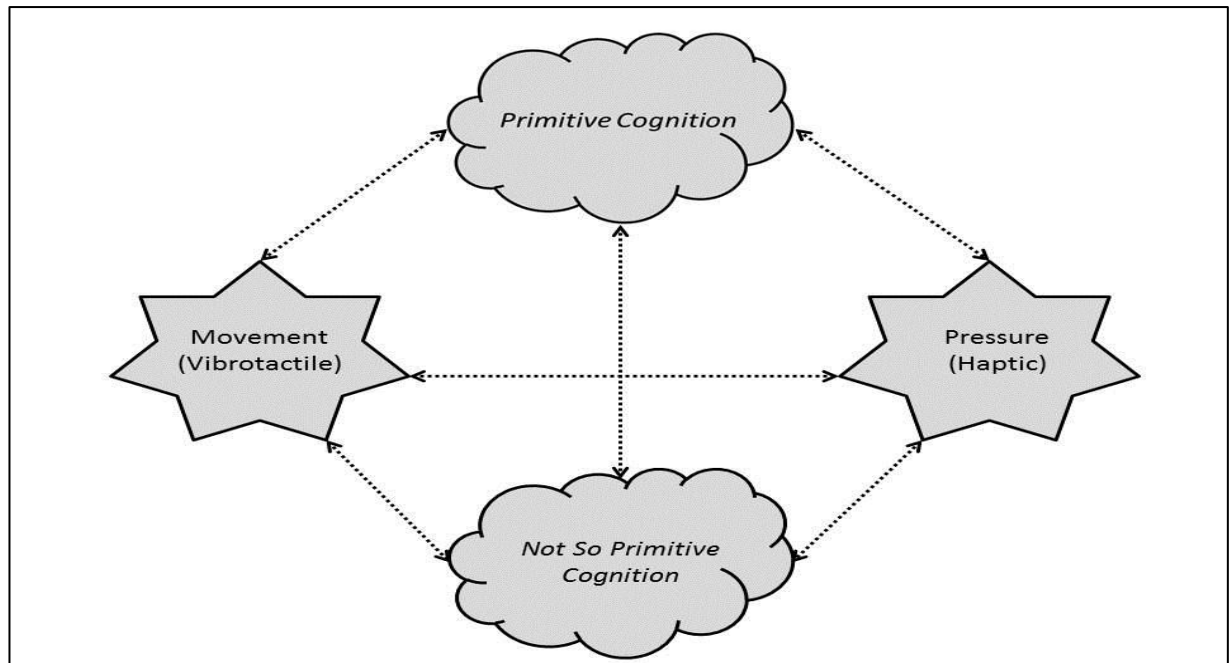 Primitive Cognition
Movement
(Vibrotactile)
Pressure
(Haptic)
Not So Primitive
Cognition